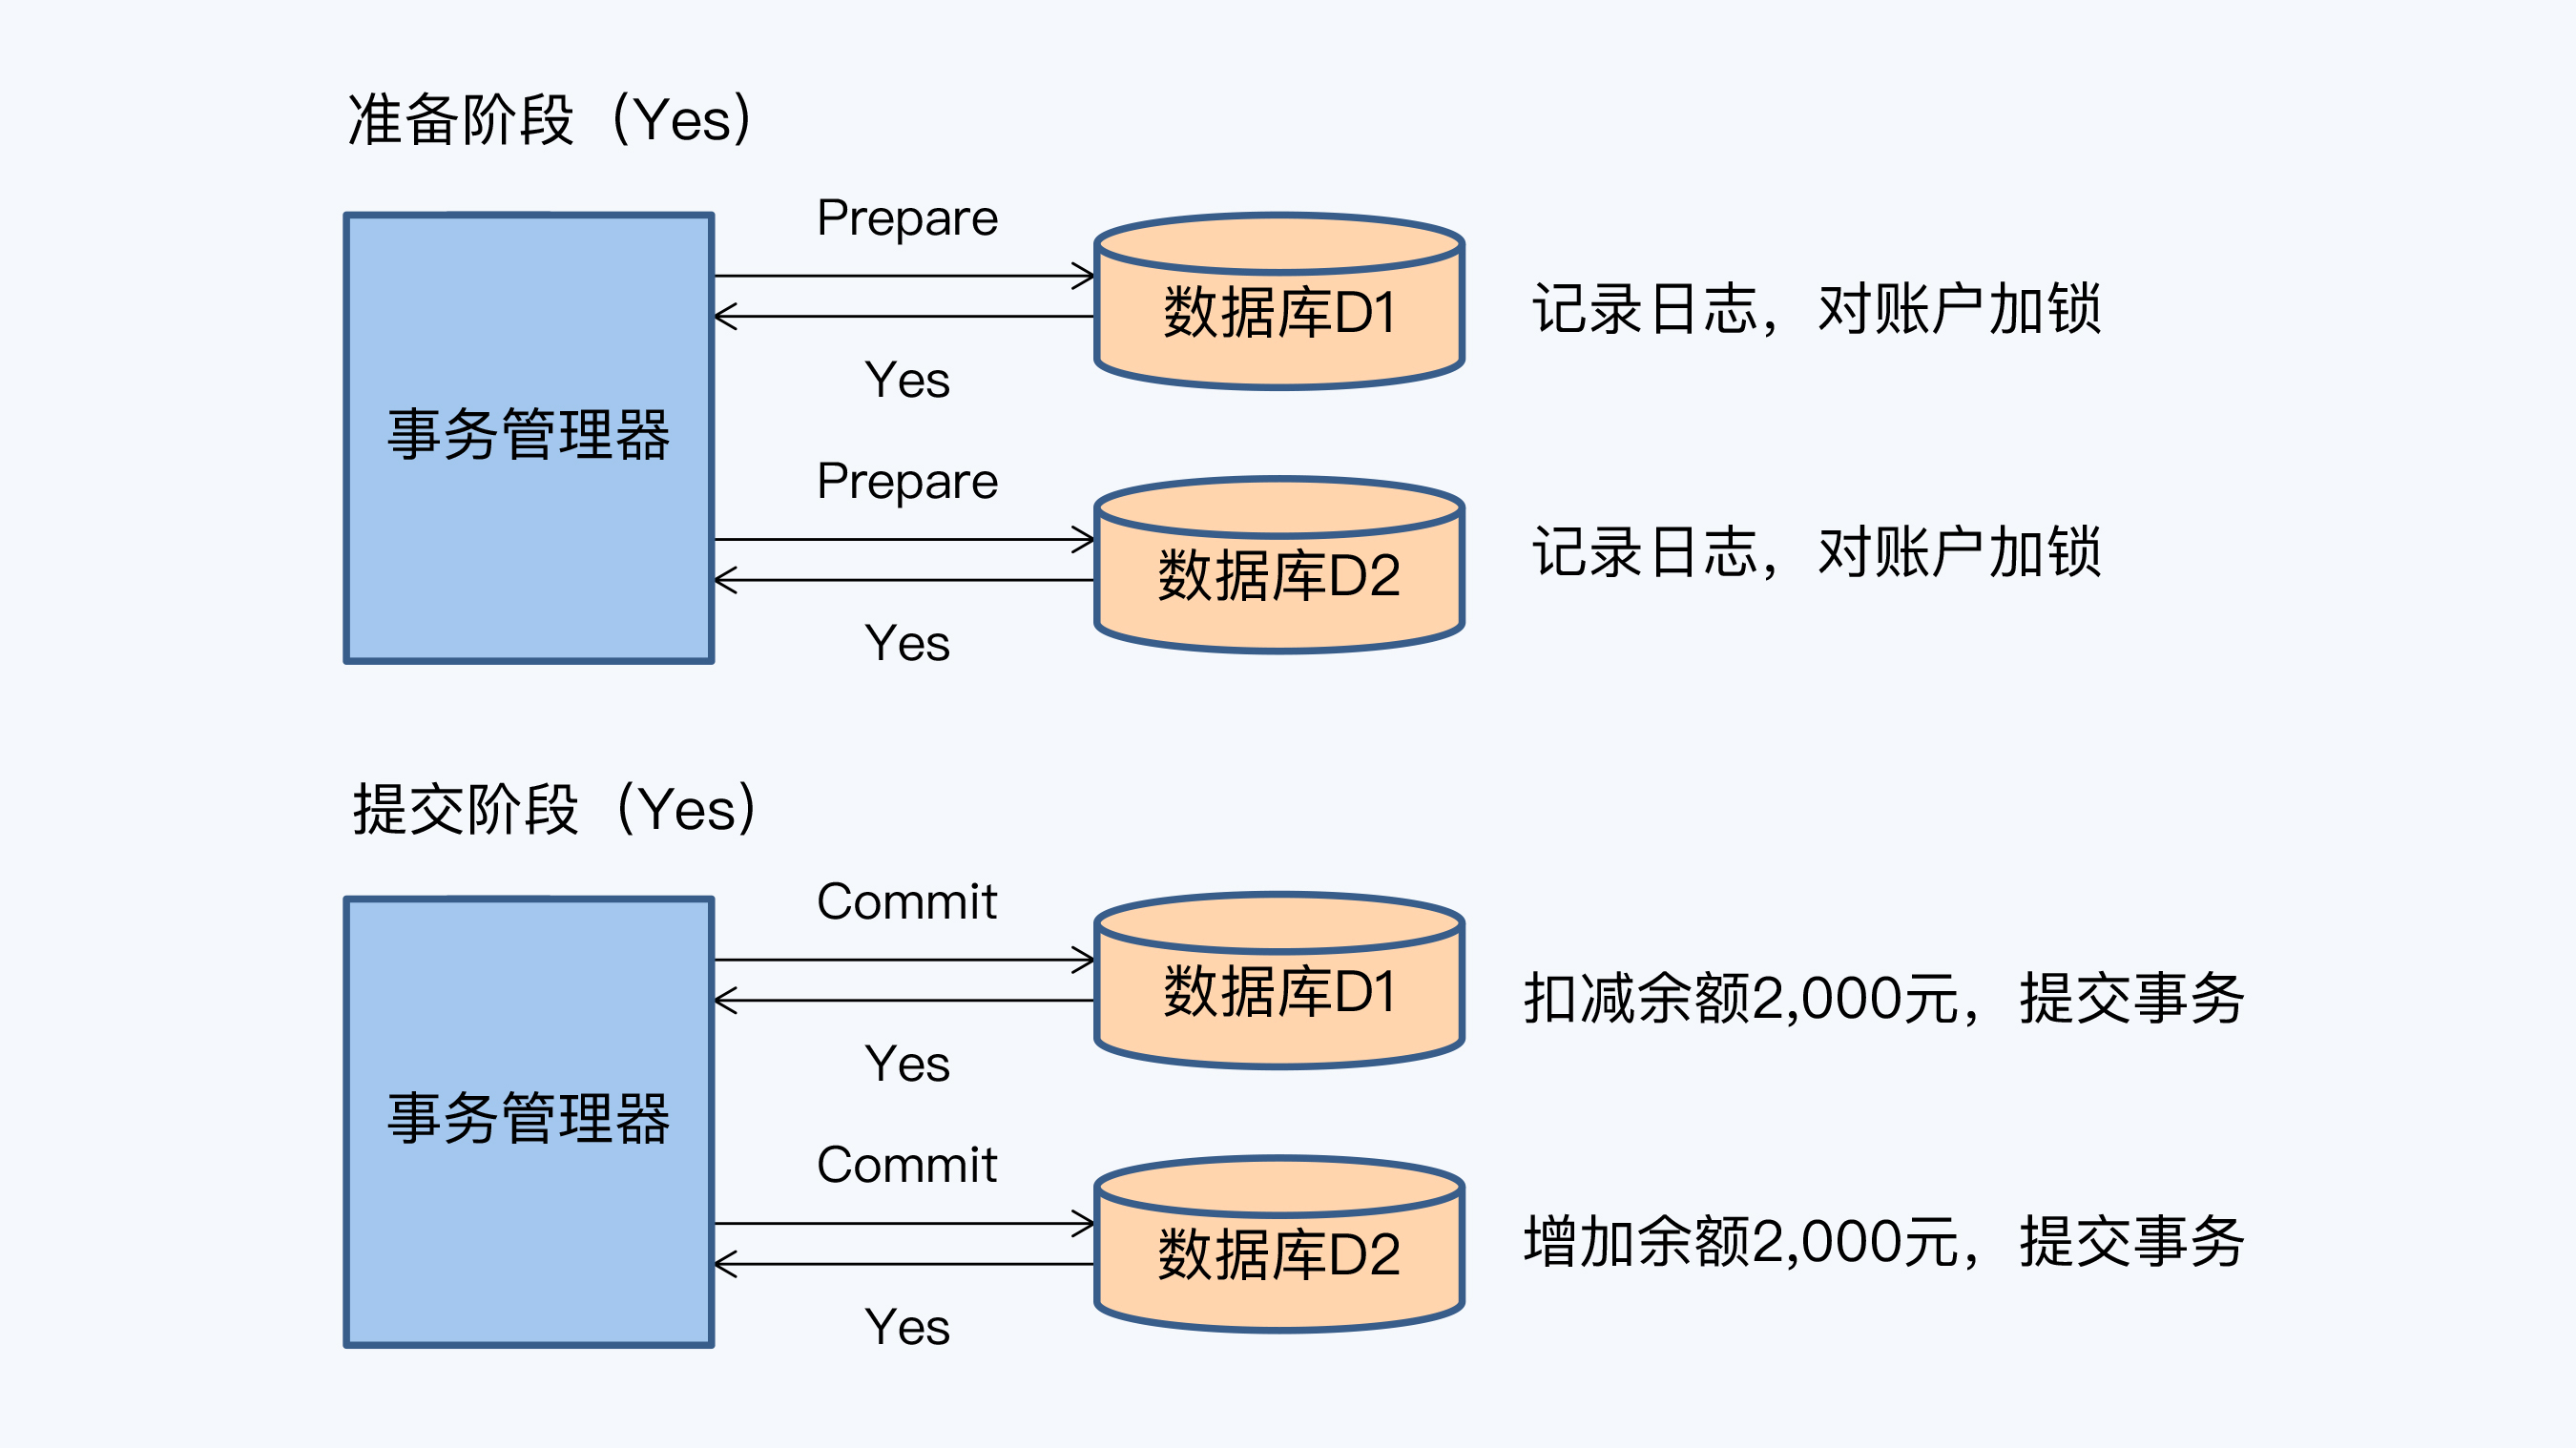 准备阶段（Yes）
Prepare
数据库D1
记录日志，对账户加锁
Yes
事务管理器
Prepare
数据库D2
记录日志，对账户加锁
Yes
提交阶段（Yes）
Commit
数据库D1
扣减余额2,000元，提交事务
Yes
事务管理器
Commit
数据库D2
增加余额2,000元，提交事务
Yes